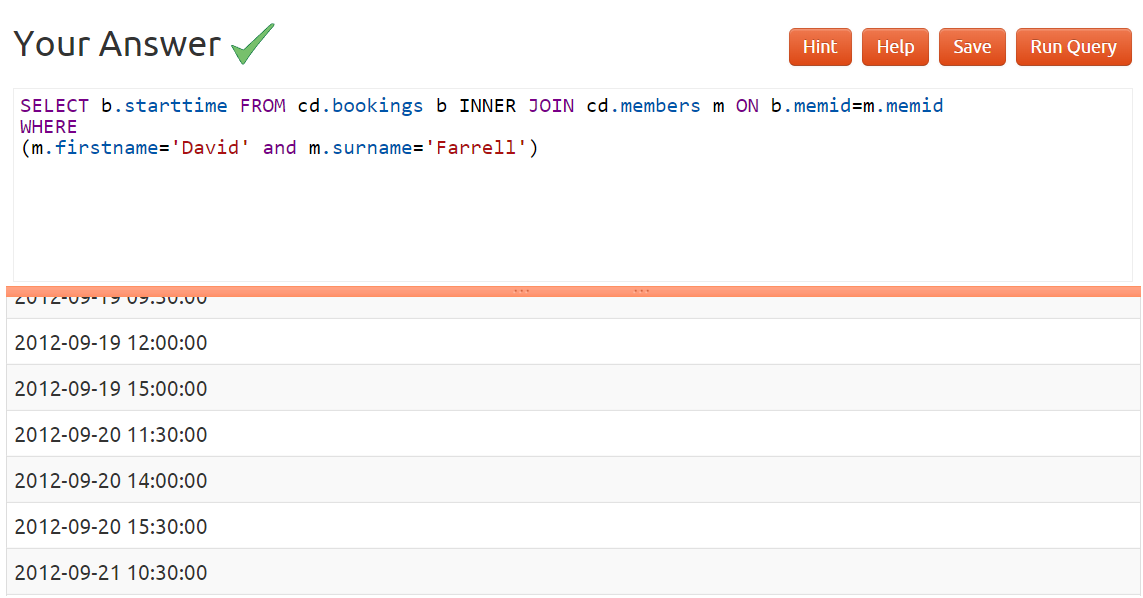 Your Answer
Hint Help Save Run Query
SELECT b.starttime FROM cd.bookings b INNER JOIN cd.members m ON b.memid=m.memid
WHERE
(m.firstname='David' and m.surname='Farrell')
2012-09-19 09:30:00
2012-09-19 12:00:00
2012-09-19 15:00:00
2012-09-20 11:30:00
2012-09-20 14:00:00
2012-09-20 15:30:00
2012-09-21 10:30:00